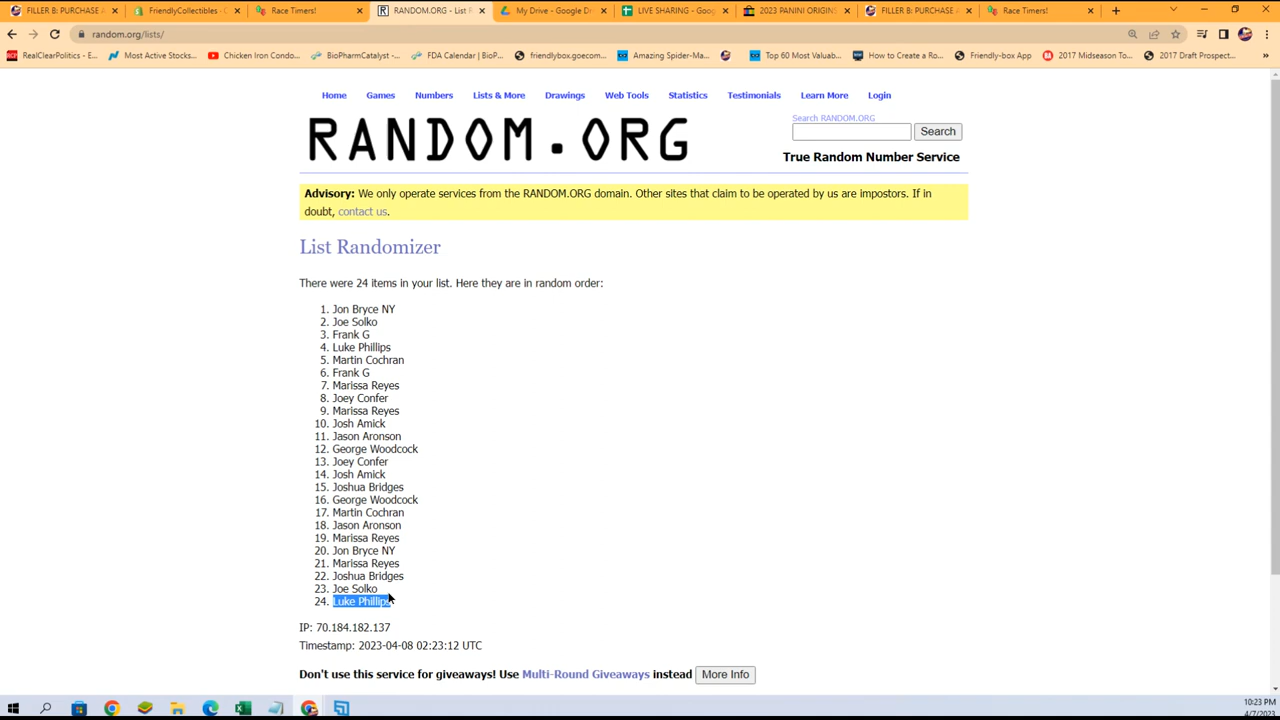 FILLER B: PURCHASE A
FriendlyCollectibles - O
Race Timers!
RANDOM.ORG - List R
My Drive - Google D
LIVE SHARING - Goog
2023 PANINI ORIGINS
FILLER B: PURCHASE A
Race Timers!
random.org/lists/
RealClearPolitics - E...
Most Active Stocks...
Chicken Iron Condo...
BioPharmCatalyst -...
FDA Calendar | BioP...
friendlybox.goecom...
Amazing Spider-Ma...
Top 60 Most Valuab...
How to Create a Ro...
Friendly-box App
2017 Midseason To...
2017 Draft Prospect...
»
Home Games Numbers Lists & More Drawings Web Tools Statistics Testimonials Learn More Login
RANDOM.ORG
Search RANDOM.ORG
Search
True Random Number Service
Advisory: We only operate services from the RANDOM.ORG domain. Other sites that claim to be operated by us are impostors. If in
doubt, contact us.
List Randomizer
There were 24 items in your list. Here they are in random order:
1. Jon Bryce NY
2. Joe Solko
3. Frank G
4. Luke Phillips
5. Martin Cochran
6. Frank G
7. Marissa Reyes
8. Joey Confer
9. Marissa Reyes
10. Josh Amick
11. Jason Aronson
12. George Woodcock
13. Joey Confer
14. Josh Amick
15. Joshua Bridges
16. George Woodcock
17. Martin Cochran
18. Jason Aronson
19. Marissa Reyes
20. Jon Bryce NY
21. Marissa Reyes
22. Joshua Bridges
23. Joe Solko
24. Luke Phillips
IP: 70.184.182.137
Timestamp: 2023-04-08 02:23:12 UTC
Don't use this service for giveaways! Use Multi-Round Giveaways instead More Info
10:23 PM
4/7/2023